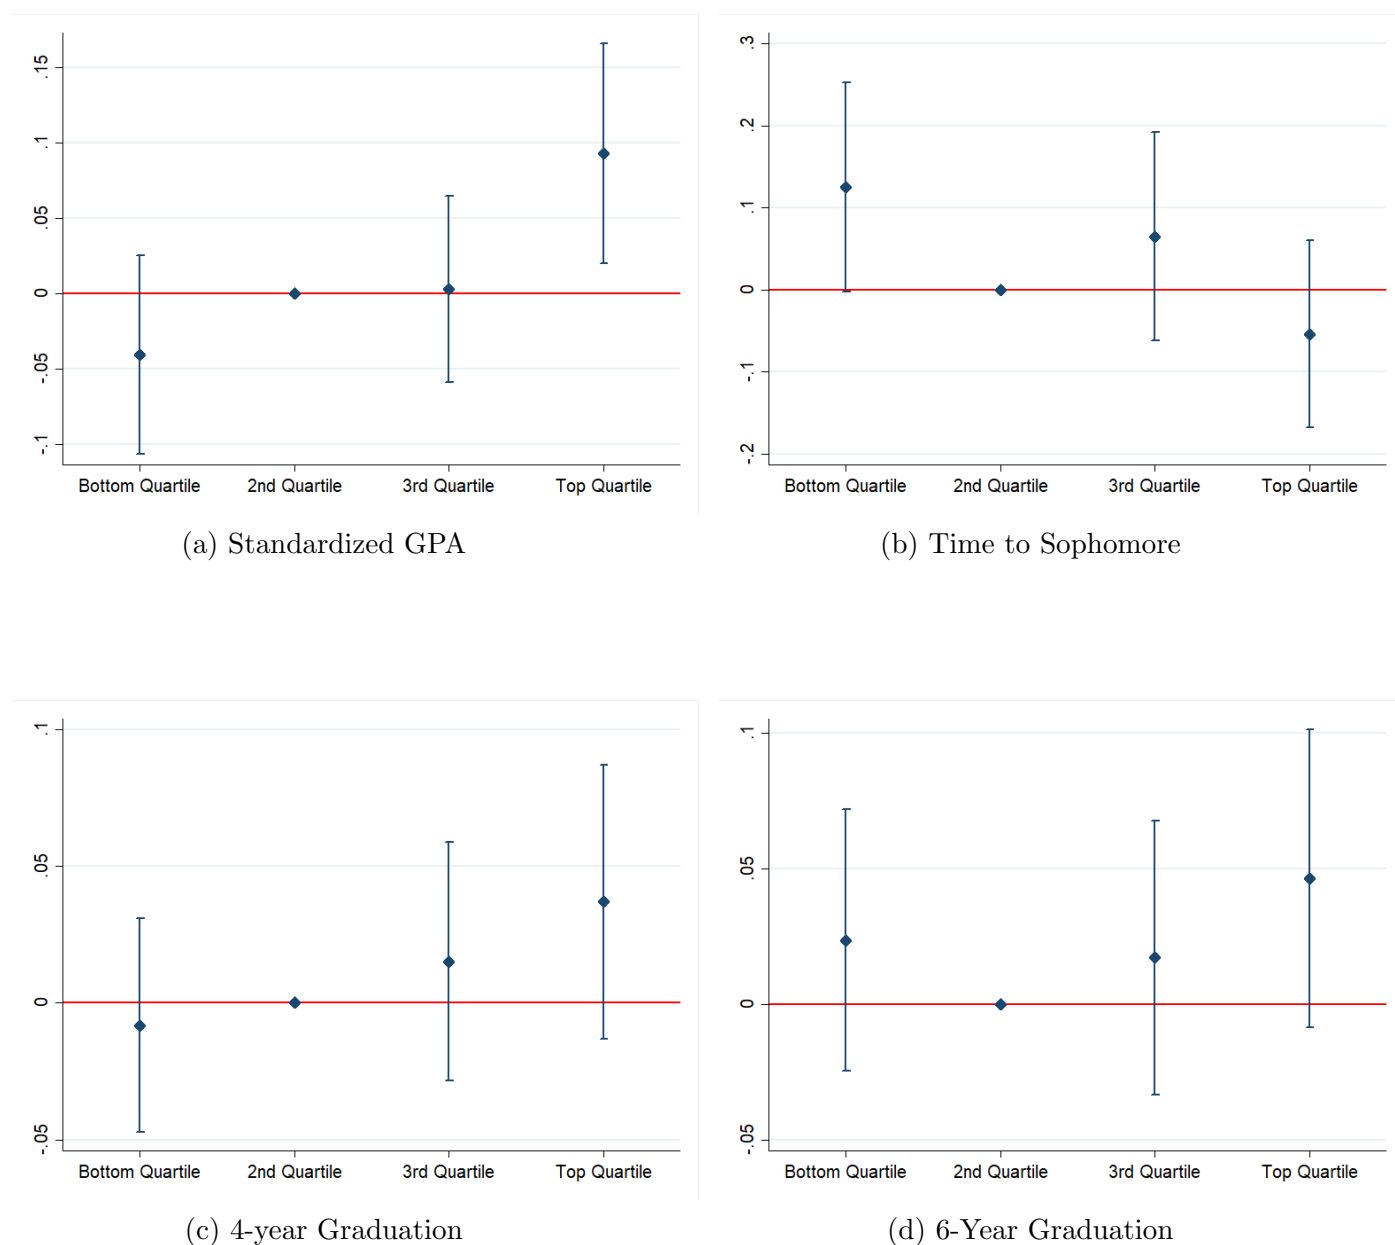 .15
.1
.05
0
-.05
-.1
Bottom Quartile 2nd Quartile 3rd Quartile Top Quartile
(a) Standardized GPA
.3
.2
.1
0
-.1
-.2
Bottom Quartile 2nd Quartile 3rd Quartile Top Quartile
(b) Time to Sophomore
.1
.05
0
-.05
Bottom Quartile 2nd Quartile 3rd Quartile Top Quartile
(c) 4-year Graduation
.1
.05
0
-.05
Bottom Quartile 2nd Quartile 3rd Quartile Top Quartile
(d) 6-Year Graduation